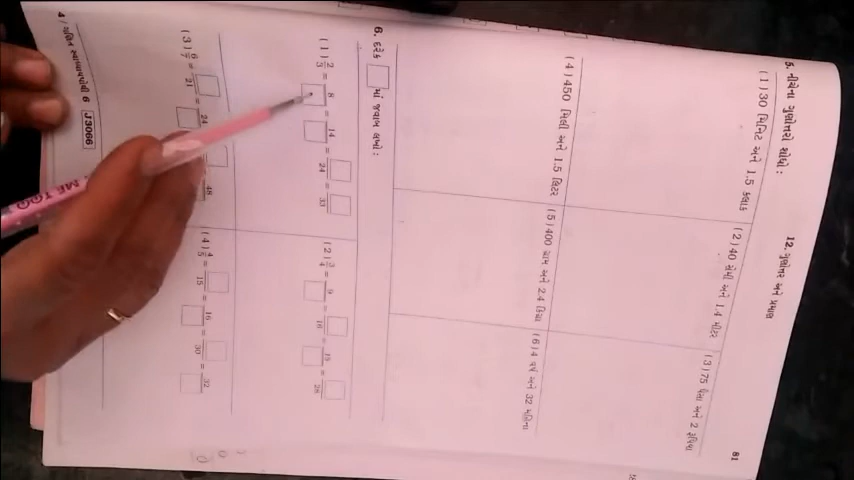 12. ગુણોત્તર અને પ્રમાણ
81
5. નીચેના ગુણોત્તરો શોધો :
(1) 30 મિનિટ અને 1.5 કલાક
(2) 40 સેમી અને 1.4 મીટર
(3) 75 પૈસા અને 2 રૂપિયા
(4) 450 મિલી અને 1.5 લિટર
(5) 400 ગ્રામ અને 2.4 કિગ્રા
(6) 4 વર્ષ અને 32 મહિના
6. દરેક □ માં જવાબ લખો :
(1) 2/3 = 8/□ = 14/□ = □/24 = □/33
(2) 3/4 = 9/□ = □/16 = 15/□ = □/28
(3) 6/7 = □/21 = 24/□ = □/ = 48
(4) 4/5 = □/15 = 16/□ = □/30 = 32/□
4 / ગણિત સ્વાધ્યાયપોથી 6 J3066